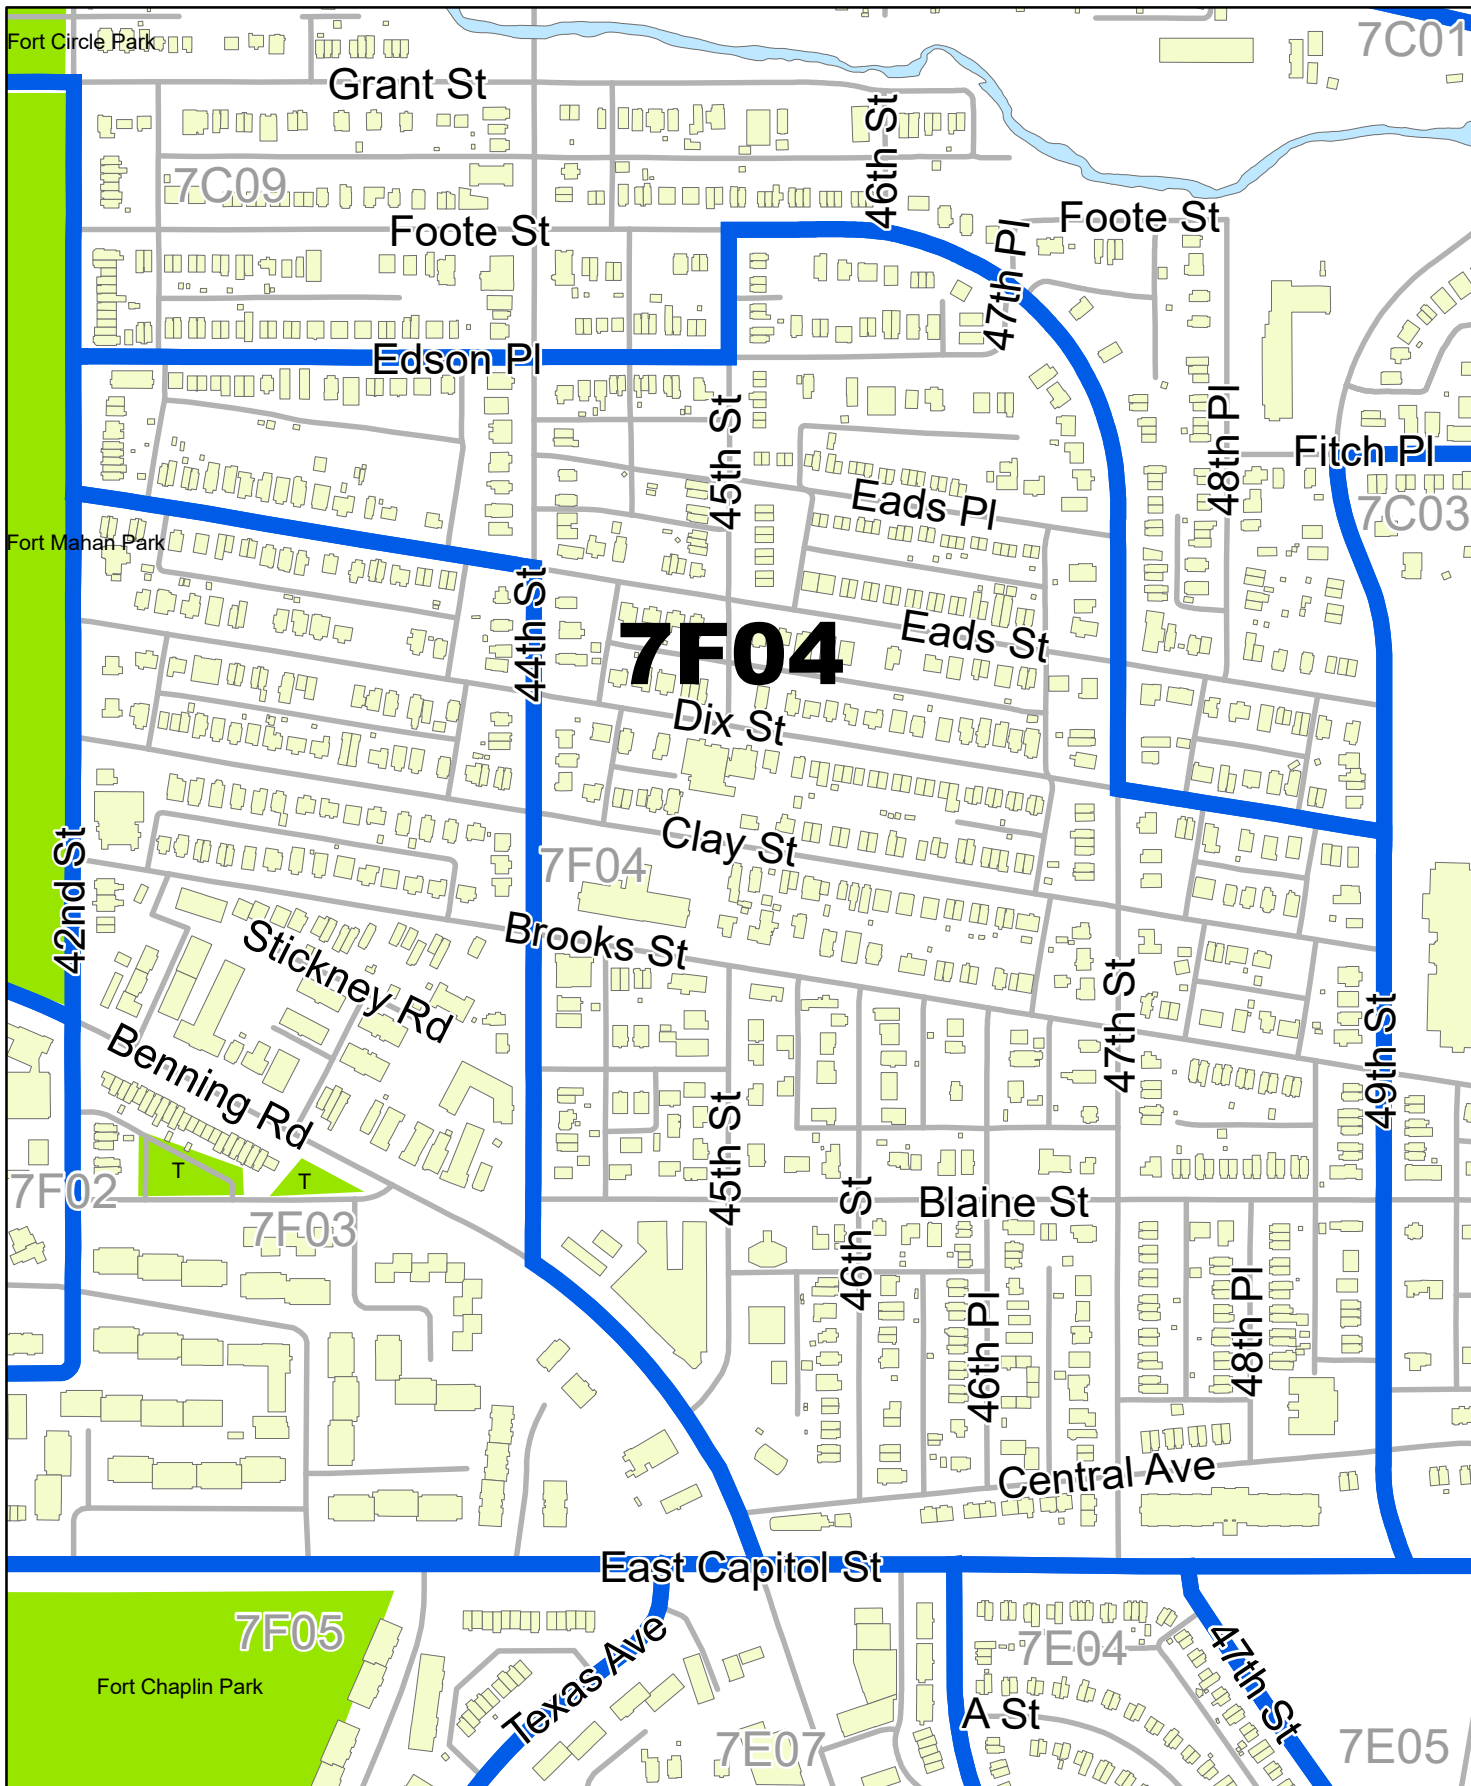 Fort Circle Park
7C01
Grant St
46th St
7C09
Foote St
Foote St
47th Pl
Edson Pl
48th Pl
45th St
Fitch Pl
Eads Pl
7C03
Fort Mahan Park
44th St
7F04
Eads St
Dix St
Clay St
7F04
42nd St
Brooks St
Stickney Rd
47th St
49th St
Benning Rd
45th St
T
T
7F02
46th St
Blaine St
7F03
48th Pl
46th Pl
Central Ave
East Capitol St
7F05
Texas Ave
7E04
47th St
Fort Chaplin Park
A St
7E07
7E05